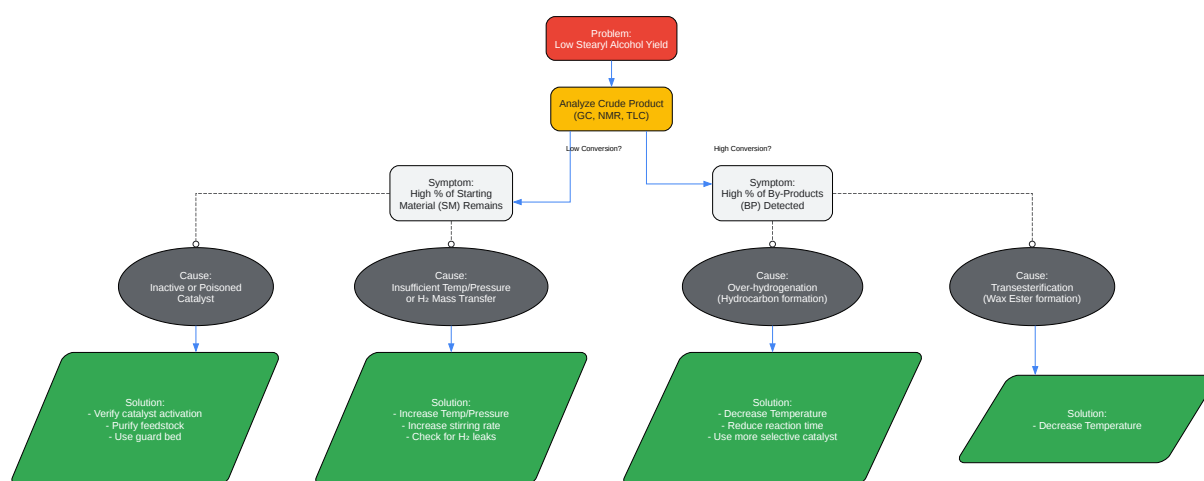 Problem:
Low Stearyl Alcohol Yield
Analyze Crude Product
(GC, NMR, TLC)
Low Conversion?
High Conversion?
Symptom:
High % of Starting
Material (SM) Remains
Symptom:
High % of By-Products
(BP) Detected
Cause:
Inactive or Poisoned
Catalyst
Cause:
Insufficient Temp/Pressure
or H₂ Mass Transfer
Cause:
Over-hydrogenation
(Hydrocarbon formation)
Cause:
Transesterification
(Wax Ester formation)
Solution:
- Verify catalyst activation
- Purify feedstock
- Use guard bed
Solution:
- Increase Temp/Pressure
- Increase stirring rate
- Check for H₂ leaks
Solution:
- Decrease Temperature
- Reduce reaction time
- Use more selective catalyst
Solution:
- Decrease Temperature